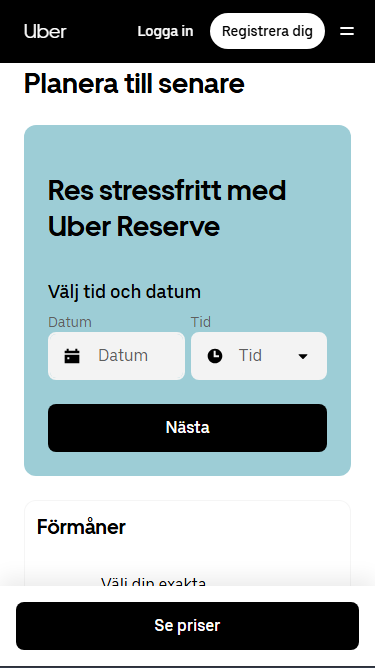 Uber
Logga in
Registrera dig
Planera till senare
Res stressfritt med
Uber Reserve
Välj tid och datum
Datum
Tid
Datum
Tid
Nästa
Förmåner
Välj din exakta
Se priser